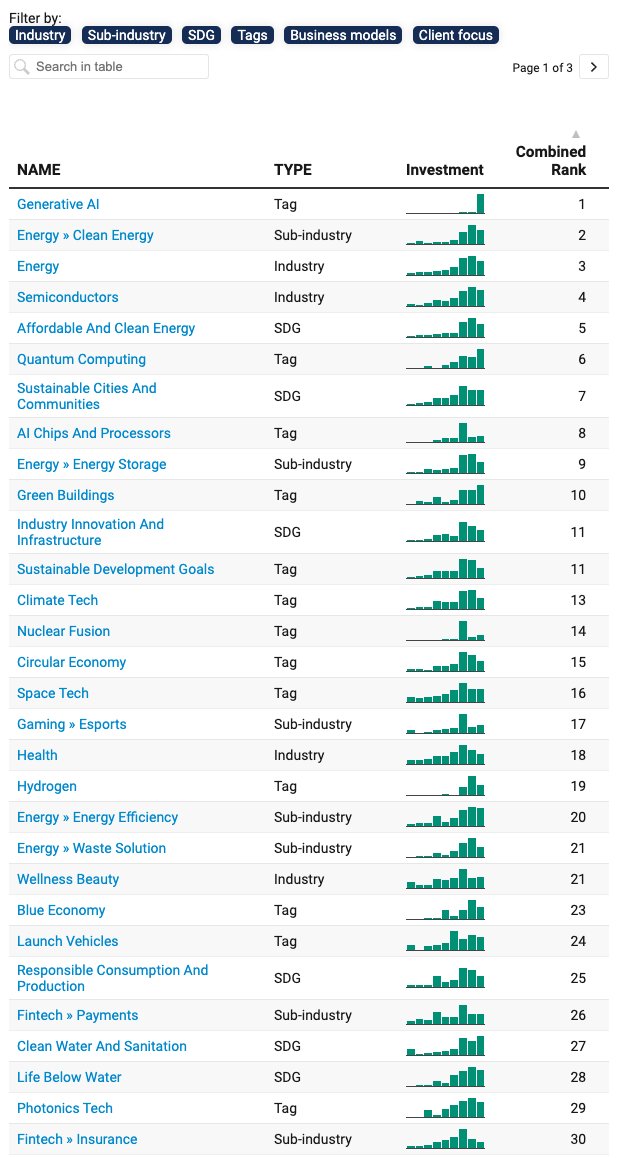 Filter by:
Industry Sub-industry SDG Tags Business models Client focus
Search in table Page 1 of 3 >
Combined
NAME TYPE Investment Rank
Generative AI Tag 1
Energy » Clean Energy Sub-industry 2
Energy Industry 3
Semiconductors Industry 4
Affordable And Clean Energy SDG 5
Quantum Computing Tag 6
Sustainable Cities And
Communities SDG 7
AI Chips And Processors Tag 8
Energy » Energy Storage Sub-industry 9
Green Buildings Tag 10
Industry Innovation And
Infrastructure SDG 11
Sustainable Development Goals Tag 11
Climate Tech Tag 13
Nuclear Fusion Tag 14
Circular Economy Tag 15
Space Tech Tag 16
Gaming » Esports Sub-industry 17
Health Industry 18
Hydrogen Tag 19
Energy » Energy Efficiency Sub-industry 20
Energy » Waste Solution Sub-industry 21
Wellness Beauty Industry 21
Blue Economy Tag 23
Launch Vehicles Tag 24
Responsible Consumption And
Production SDG 25
Fintech » Payments Sub-industry 26
Clean Water And Sanitation SDG 27
Life Below Water SDG 28
Photonics Tech Tag 29
Fintech » Insurance Sub-industry 30